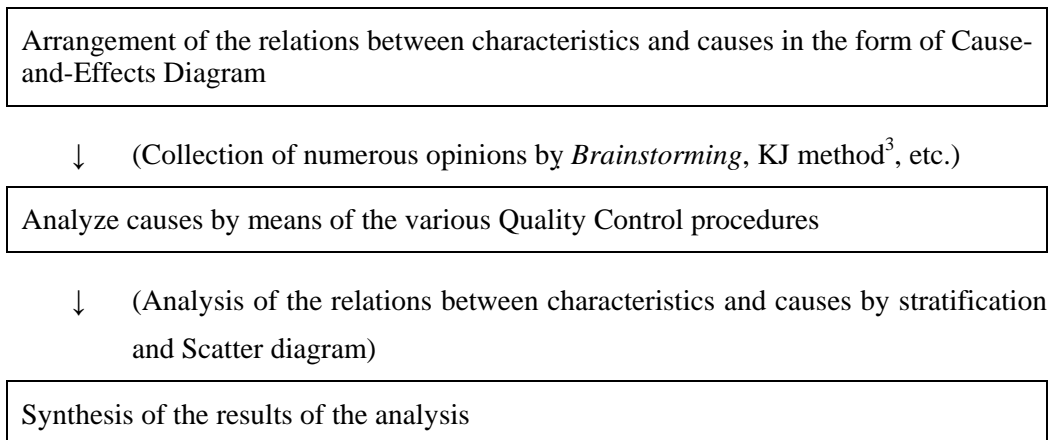 Arrangement of the relations between characteristics and causes in the form of Cause-
and-Effects Diagram
↓ (Collection of numerous opinions by Brainstorming, KJ method³, etc.)
Analyze causes by means of the various Quality Control procedures
↓ (Analysis of the relations between characteristics and causes by stratification
and Scatter diagram)
Synthesis of the results of the analysis